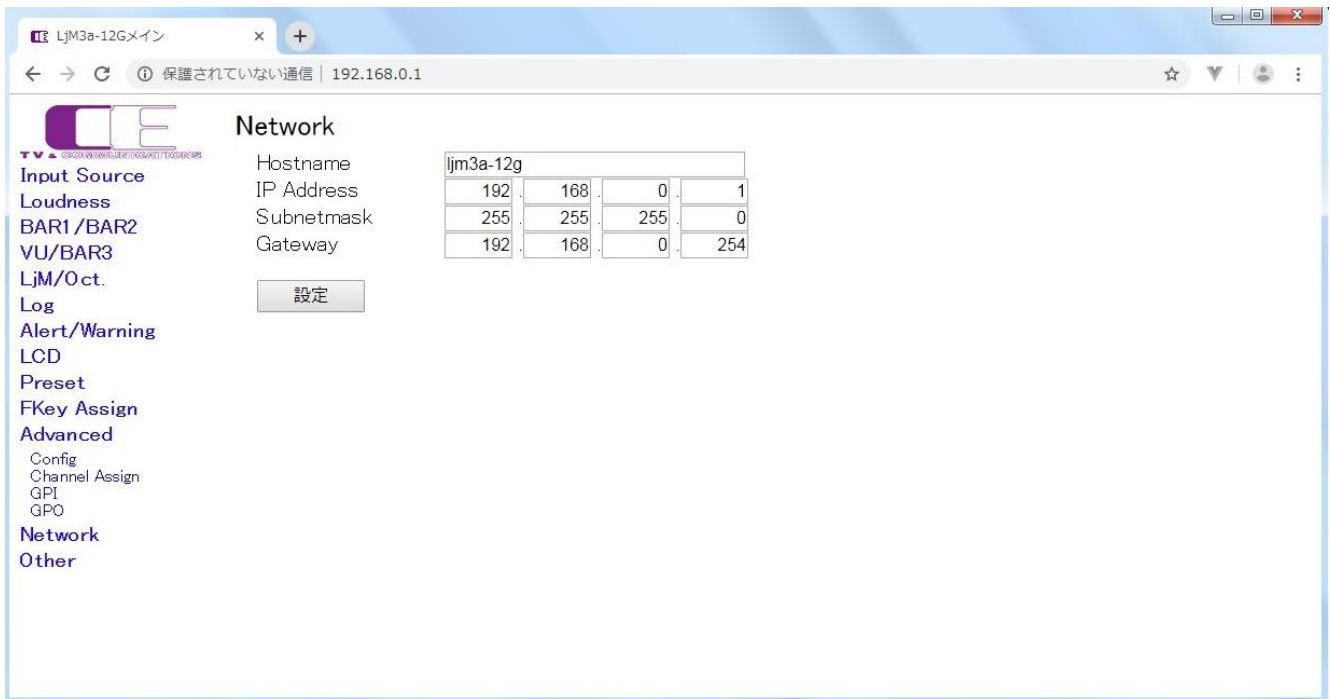 LjM3a-12Gメイン
保護されていない通信 | 192.168.0.1
TV & COMMUNICATIONS
Input Source
Loudness
BAR1/BAR2
VU/BAR3
LjM/Oct.
Log
Alert/Warning
LCD
Preset
FKey Assign
Advanced
Config
Channel Assign
GPI
GPO
Network
Other
Network
Hostname ljm3a-12g
IP Address 192 . 168 . 0 . 1
Subnetmask 255 . 255 . 255 . 0
Gateway 192 . 168 . 0 . 254
設定